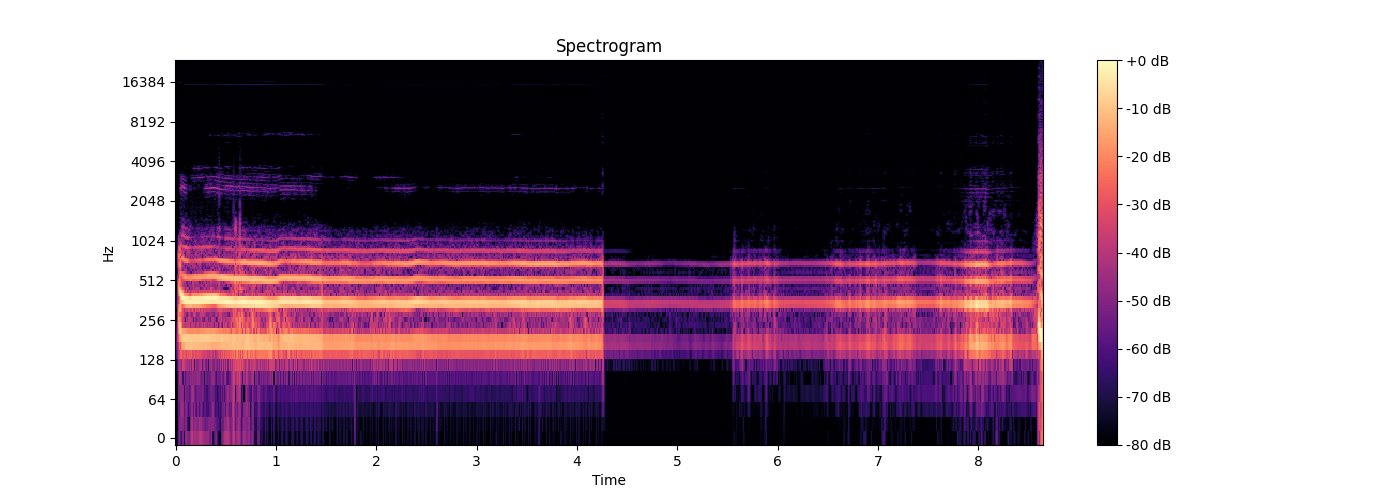 Spectrogram
Hz
16384
8192
4096
2048
1024
512
256
128
64
0
0 1 2 3 4 5 6 7 8
Time
+0 dB
-10 dB
-20 dB
-30 dB
-40 dB
-50 dB
-60 dB
-70 dB
-80 dB